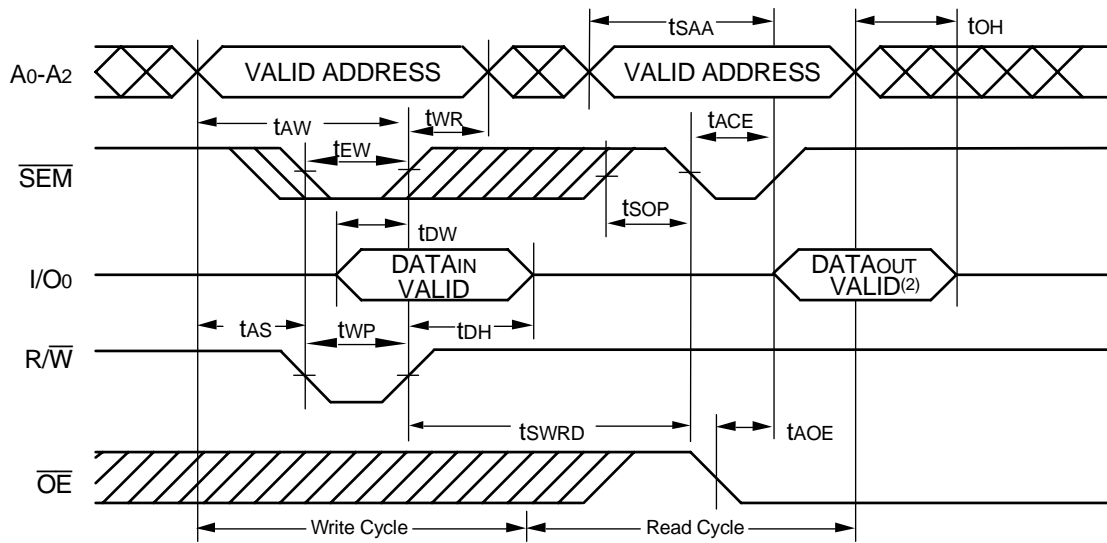 tSAA
tOH
A0-A2
VALID ADDRESS
VALID ADDRESS
tAW
tWR
tACE
tEW
SEM
tSOP
tDW
I/O0
DATAIN
VALID
DATAOUT
VALID(2)
tAS
tWP
tDH
R/W
tSWRD
tAOE
OE
Write Cycle
Read Cycle